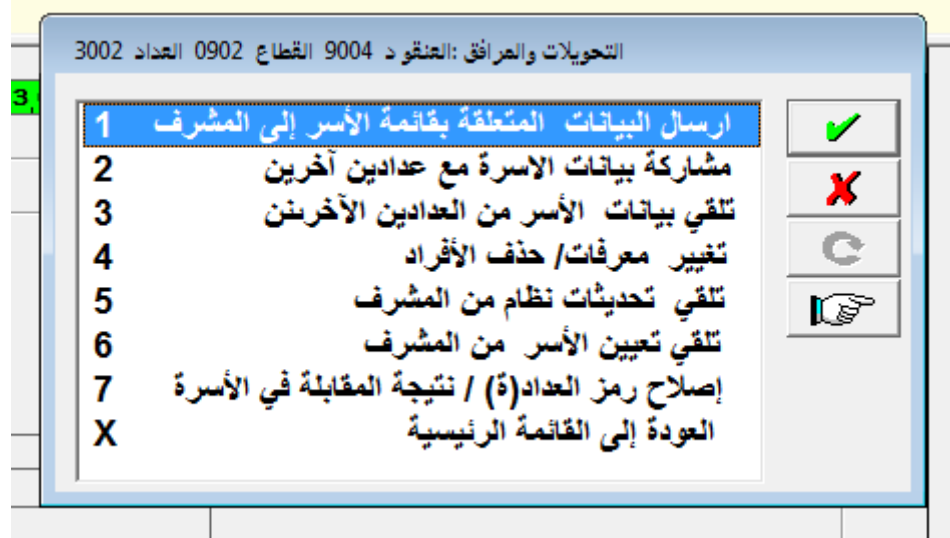 التحويلات والمرافق :العنقو د 9004 القطاع 0902 العداد 3002
3,
1 ارسال البيانات المتعلقة بقائمة الأسر إلى المشرف
2 مشاركة بيانات الاسرة مع عدادين آخرين
3 تلقي بيانات الأسر من العدادين الآخرىنن
4 تغيير معرفات/ حذف الأفراد
5 تلقي تحديثات نظام من المشرف
6 تلقي تعيين الأسر من المشرف
7 إصلاح رمز العداد(ة) / نتيجة المقابلة في الأسرة
X العودة إلى القائمة الرئيسية